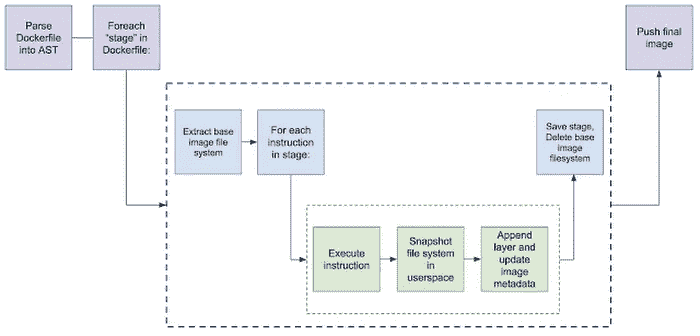 Parse
Dockerfile
into AST
Foreach
“stage” in
Dockerfile:
Push final
image
Extract base
image file
system
For each
instruction
in stage:
Save stage,
Delete base
image
filesystem
Execute
instruction
Snapshot
file system
in
userspace
Append
layer and
update
image
metadata